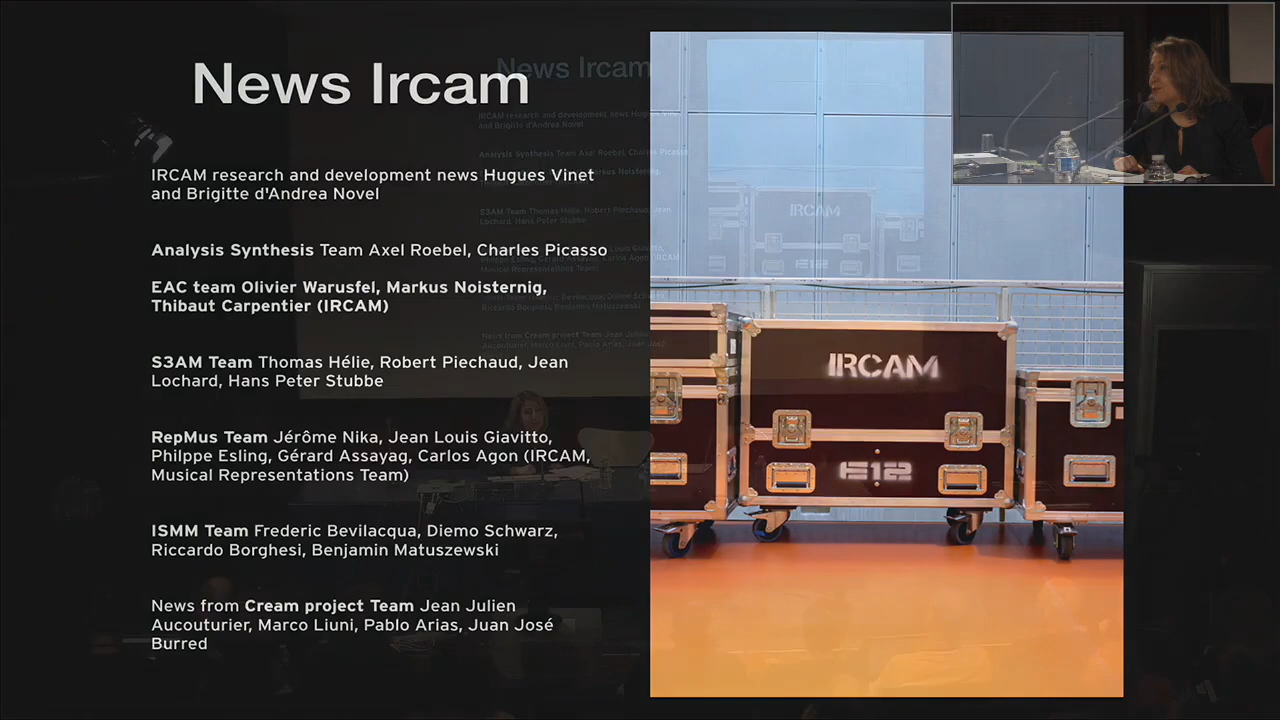 News Ircam
IRCAM research and development news Hugues Vinet
and Brigitte d'Andrea Novel
Analysis Synthesis Team Axel Roebel, Charles Picasso
EAC team Olivier Warusfel, Markus Noisternig,
Thibaut Carpentier (IRCAM)
S3AM Team Thomas Hélie, Robert Piechaud, Jean
Lochard, Hans Peter Stubbe
RepMus Team Jérôme Nika, Jean Louis Giavitto,
Philppe Esling, Gérard Assayag, Carlos Agon (IRCAM,
Musical Representations Team)
ISMM Team Frederic Bevilacqua, Diemo Schwarz,
Riccardo Borghesi, Benjamin Matuszewski
News from Cream project Team Jean Julien
Aucouturier, Marco Liuni, Pablo Arias, Juan José
Burred
IRCAM
E12